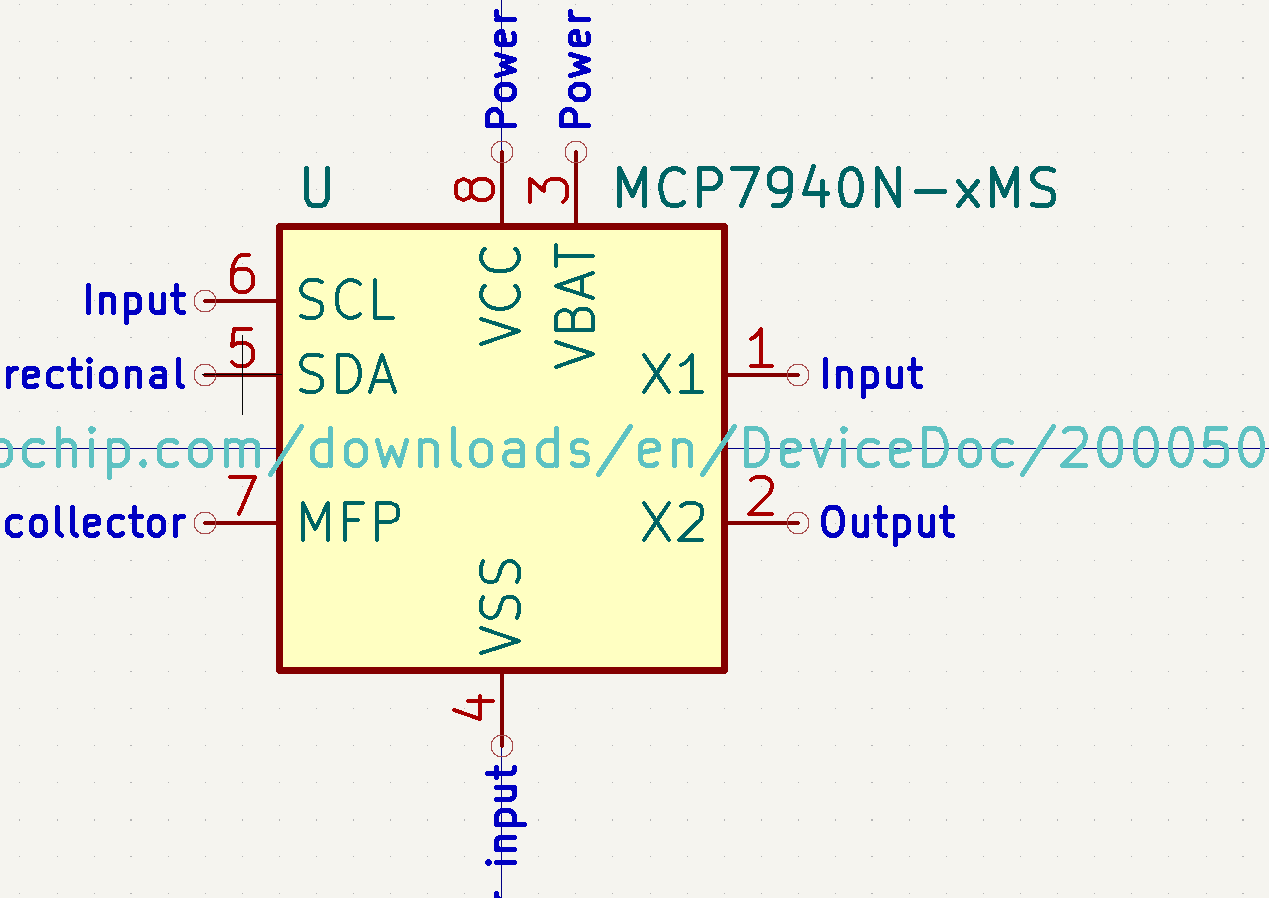 Power
Power
U
8
3
MCP7940N-xMS
VCC
VBAT
6
Input
SCL
5
rectional
SDA
X1
1
Input
ochip.com/downloads/en/DeviceDoc/200050
7
collector
MFP
X2
2
Output
VSS
4
r input